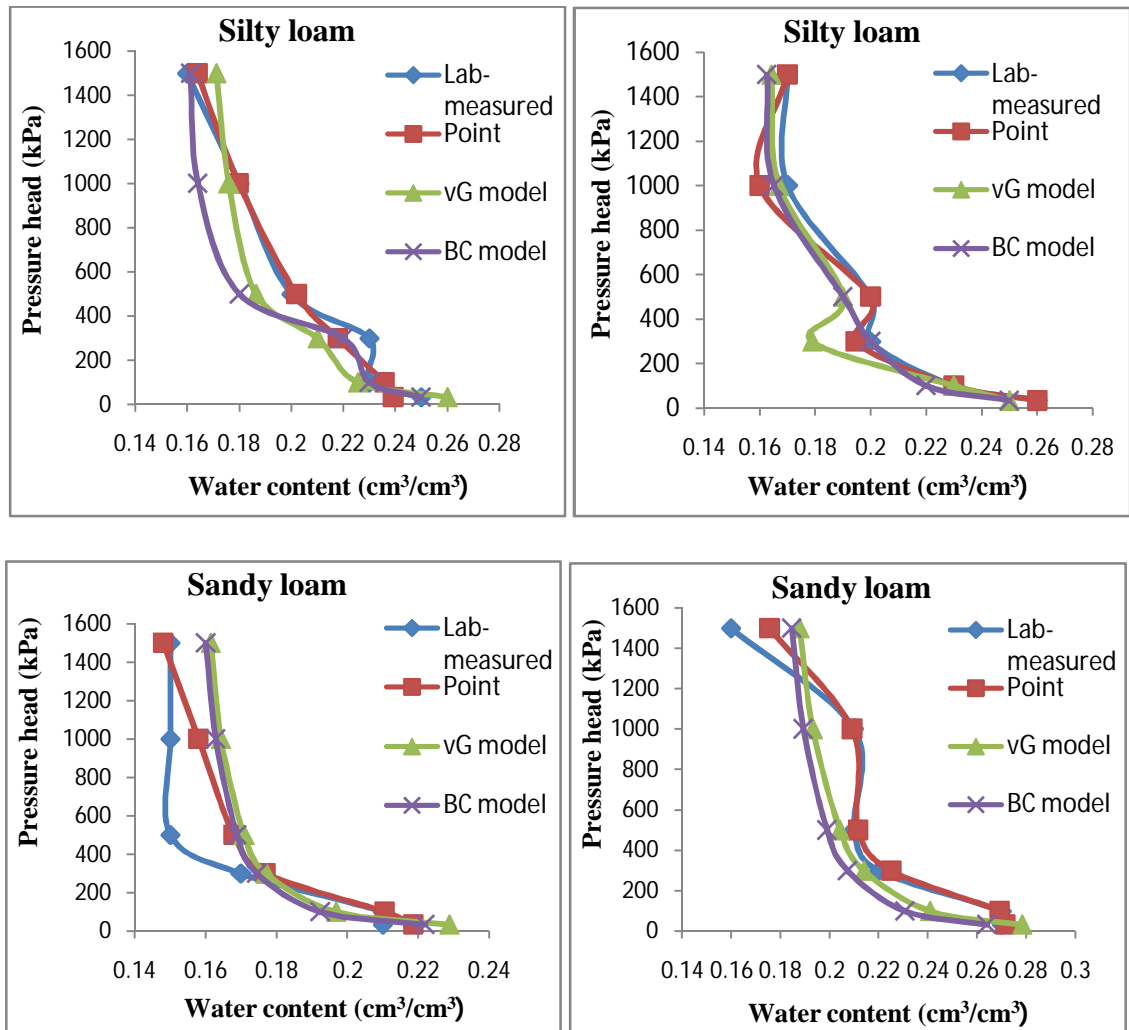 Silty loam
1600
1400
1200
1000
800
600
400
200
0
Pressure head (kPa)
0.14 0.16 0.18 0.2 0.22 0.24 0.26 0.28
Water content (cm³/cm³)
Lab-
measured
Point
vG model
BC model
Silty loam
1600
1400
1200
1000
800
600
400
200
0
Pressure head (kPa)
0.14 0.16 0.18 0.2 0.22 0.24 0.26 0.28
Water content (cm³/cm³)
Lab-
measured
Point
vG model
BC model
Sandy loam
1600
1400
1200
1000
800
600
400
200
0
Pressure head (kPa)
0.14 0.16 0.18 0.2 0.22 0.24
Water content (cm³/cm³)
Lab-
measured
Point
vG model
BC model
Sandy loam
1600
1400
1200
1000
800
600
400
200
0
Pressure head (kPa)
0.14 0.16 0.18 0.2 0.22 0.24 0.26 0.28 0.3
Water content (cm³/cm³)
Lab-
measured
Point
vG model
BC model